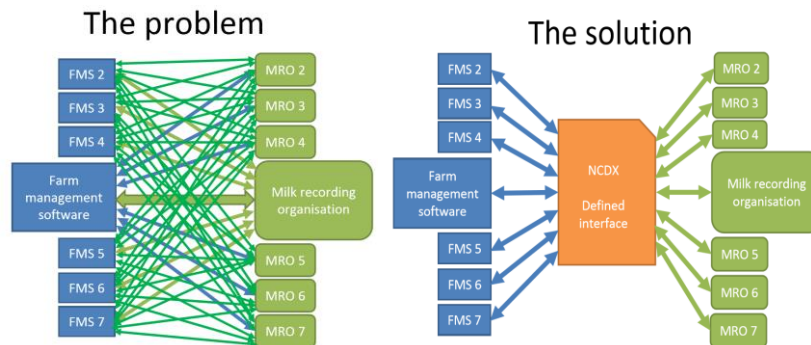 The problem
FMS 2
FMS 3
FMS 4
Farm
management
software
FMS 5
FMS 6
FMS 7
MRO 2
MRO 3
MRO 4
Milk recording
organisation
MRO 5
MRO 6
MRO 7
The solution
FMS 2
FMS 3
FMS 4
Farm
management
software
FMS 5
FMS 6
FMS 7
NCDX
Defined
interface
MRO 2
MRO 3
MRO 4
Milk recording
organisation
MRO 5
MRO 6
MRO 7